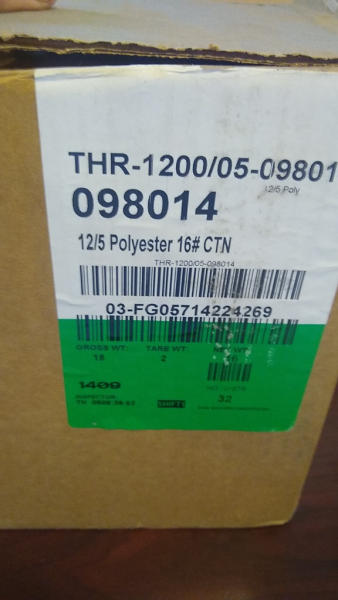 THR-1200/05-09801
12/5 Poly
098014
12/5 Polyester 16# CTN
THR-1200/05-098014
03-FG05714224269
GROSS WT: TARE WT:
18 2
1409
INSPECTOR
32